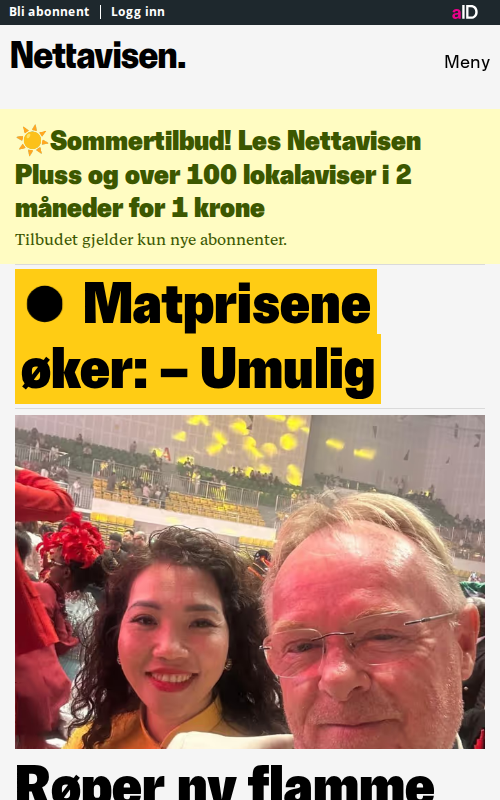 Bli abonnent
Logg inn
aID
Nettavisen.
Meny
☀️Sommertilbud! Les Nettavisen
Pluss og over 100 lokalaviser i 2
måneder for 1 krone
Tilbudet gjelder kun nye abonnenter.
● Matprisene
øker: – Umulig
A
Røper ny flamme